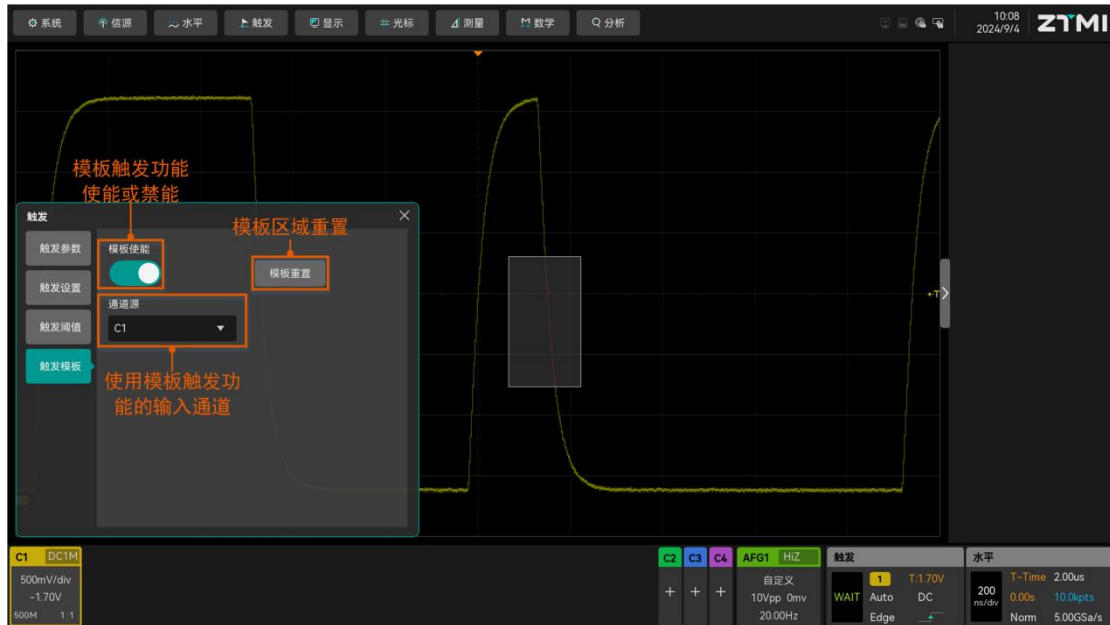 系统 信源 水平 触发 显示 光标 测量 数学 分析
10:08
2024/9/4
ZTMI
模板触发功能
使能或禁能
触发
模板区域重置
触发参数
模板使能
模板重置
触发设置
通道源
触发阈值
C1
触发模板
使用模板触发功
能的输入通道
T
C1 DC1M
500mV/div
-1.70V
500M 1:1
C2 C3 C4
+ + +
AFG1 HiZ
自定义
10Vpp 0mv
20.00Hz
触发
1 T:1.70V
WAIT Auto DC
Edge
水平
200
ns/div
T-Time 2.00us
0.00s 10.0kpts
Norm 5.00GSa/s